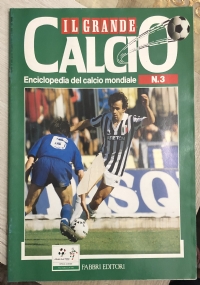 IL GRANDE
CALCIO
Enciclopedia del calcio mondiale
N.3
FABBRI EDITORI